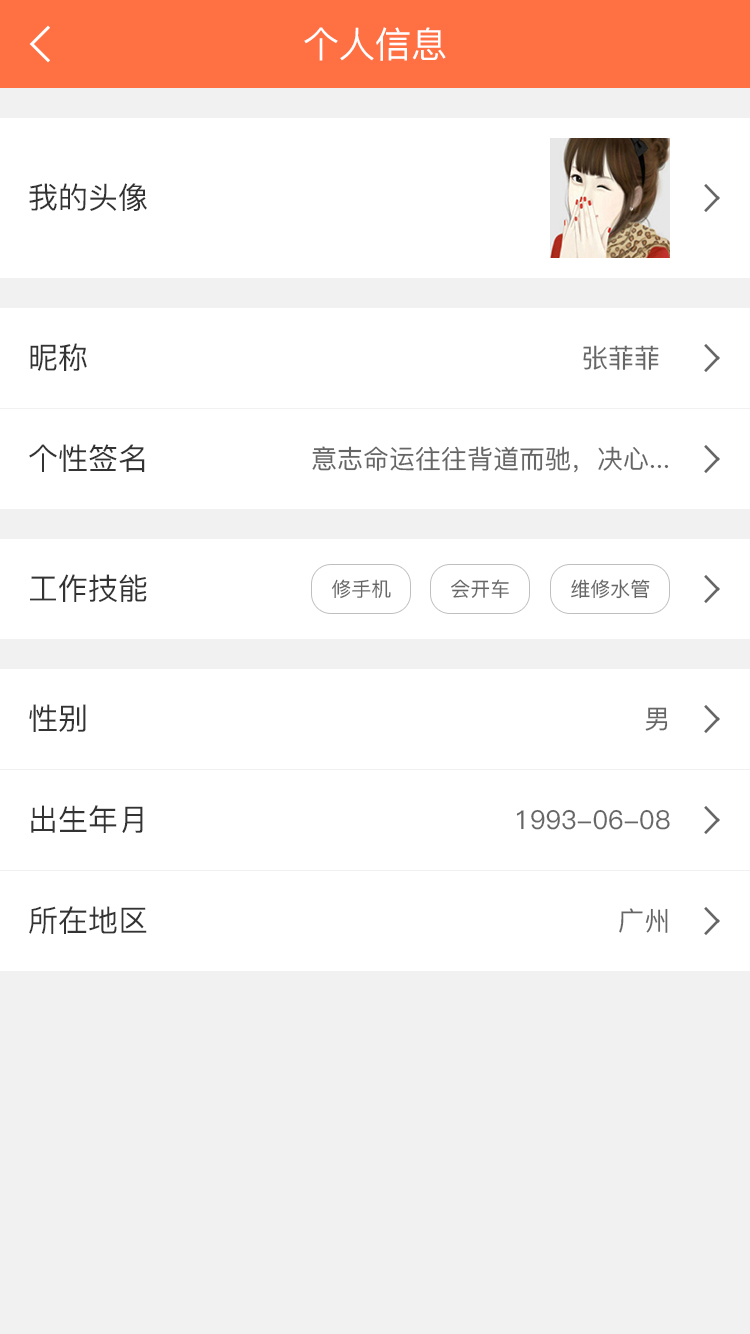 个人信息
我的头像
昵称 张菲菲
个性签名 意志命运往往背道而驰，决心...
工作技能 修手机 会开车 维修水管
性别 男
出生年月 1993-06-08
所在地区 广州